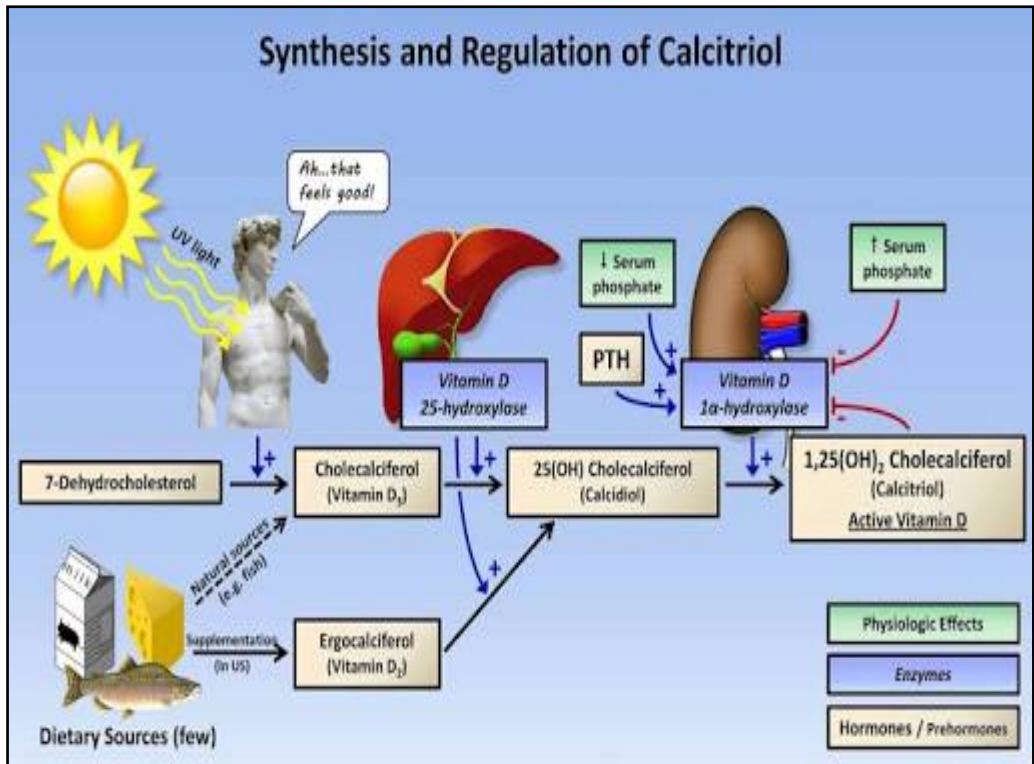 Synthesis and Regulation of Calcitriol
Ah...that
feels good!
UV light
↓ Serum
phosphate
↑ Serum
phosphate
PTH
+
+
-
-
Vitamin D
25-hydroxylase
Vitamin D
1α-hydroxylase
+
+
+
7-Dehydrocholesterol
Cholecalciferol
(Vitamin D₃)
25(OH) Cholecalciferol
(Calcidiol)
1,25(OH)₂ Cholecalciferol
(Calcitriol)
Active Vitamin D
+
Natural sources
(e.g. fish)
MILK
Supplementation
(in US)
Ergocalciferol
(Vitamin D₂)
Dietary Sources (few)
Physiologic Effects
Enzymes
Hormones / Prehormones